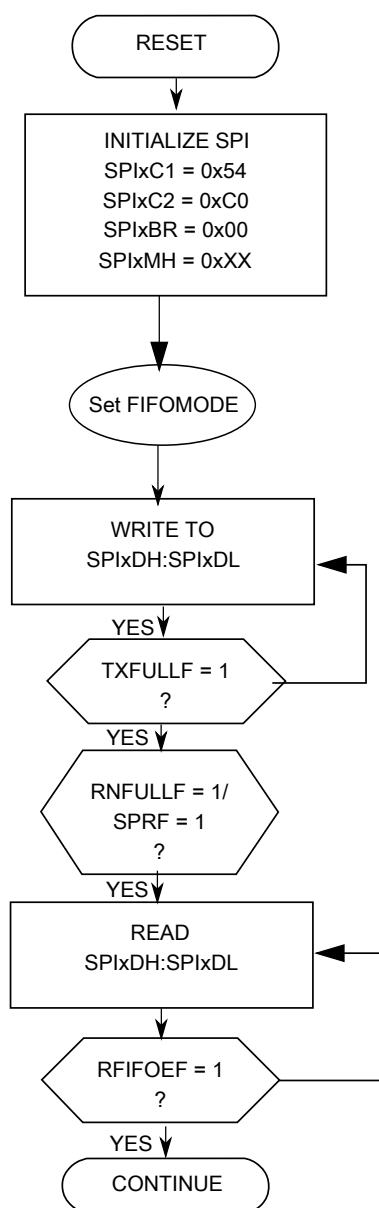 RESET
INITIALIZE SPI
SPIxC1 = 0x54
SPIxC2 = 0xC0
SPIxBR = 0x00
SPIxMH = 0xXX
Set FIFOMODE
WRITE TO
SPIxDH:SPIxDL
YES
TXFULLF = 1
?
YES
RNFULLF = 1/
SPRF = 1
?
YES
READ
SPIxDH:SPIxDL
RFIFOEF = 1
?
YES
CONTINUE